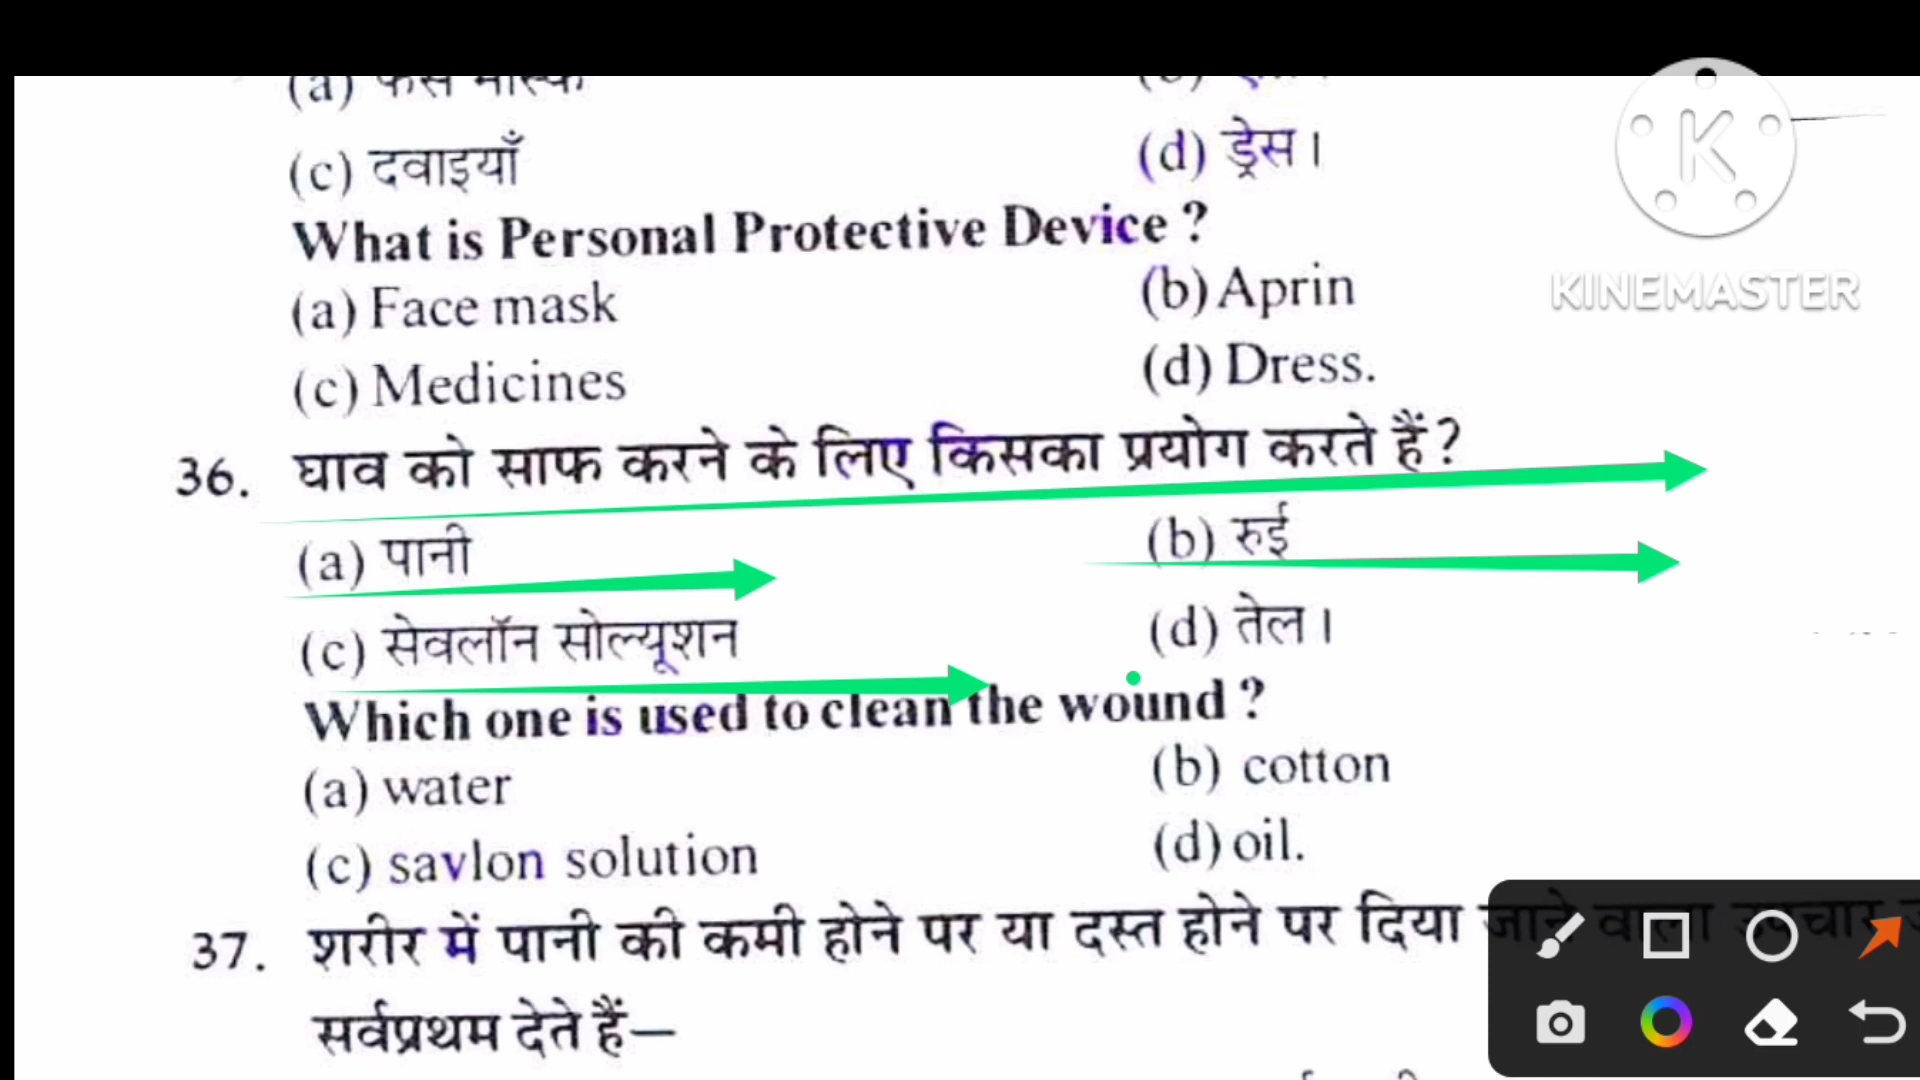 (a) फेस मास्क
(c) दवाइयाँ (d) ड्रेस।
What is Personal Protective Device ?
(a) Face mask (b) Aprin
(c) Medicines (d) Dress.
36. घाव को साफ करने के लिए किसका प्रयोग करते हैं?
(a) पानी (b) रुई
(c) सेवलॉन सोल्यूशन (d) तेल।
Which one is used to clean the wound ?
(a) water (b) cotton
(c) savlon solution (d) oil.
37. शरीर में पानी की कमी होने पर या दस्त होने पर दिया जाने वाला उपचार
सर्वप्रथम देते हैं—
K
KINEMASTER